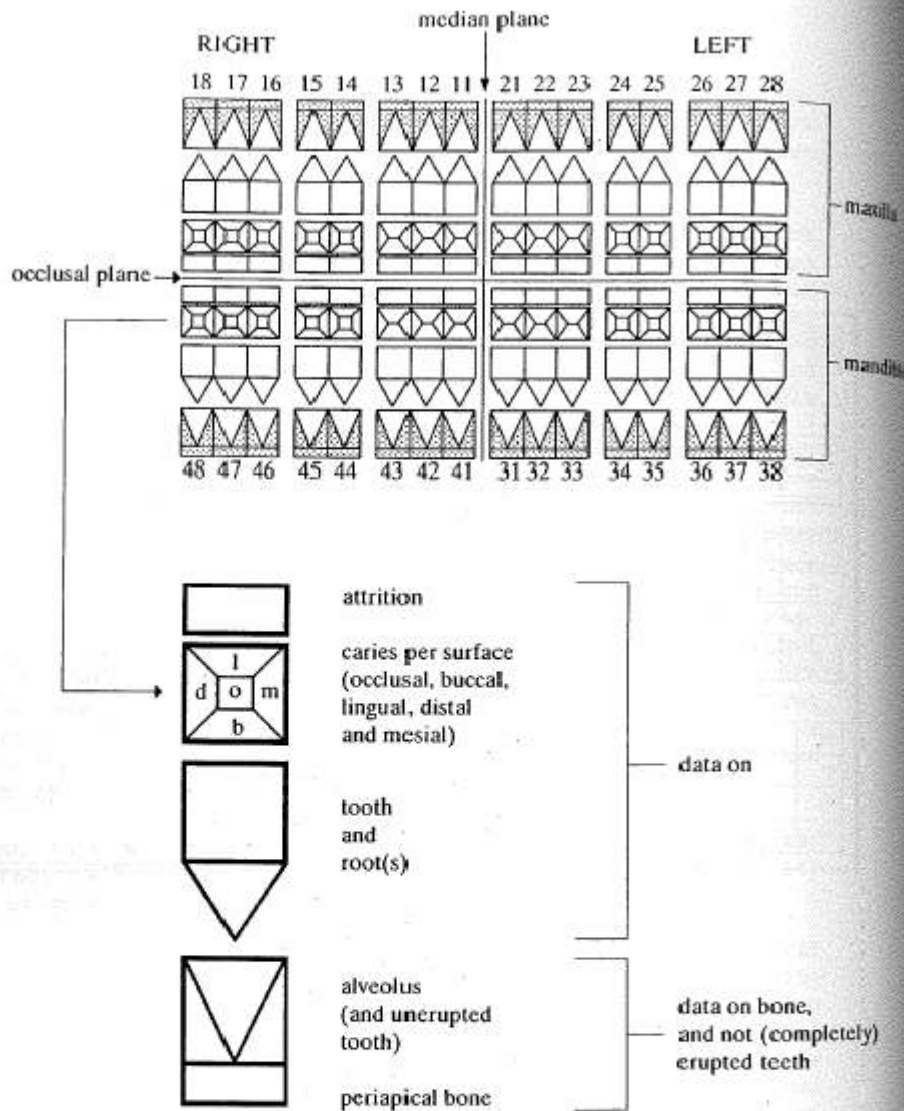 median plane
RIGHT LEFT
18 17 16 15 14 13 12 11 21 22 23 24 25 26 27 28
maxilla
occlusal plane
48 47 46 45 44 43 42 41 31 32 33 34 35 36 37 38
attrition
l
d o m
b
caries per surface
(occlusal, buccal,
lingual, distal
and mesial)
data on
tooth
and
root(s)
alveolus
(and unerupted
tooth)
data on bone,
and not (completely)
erupted teeth
periapical bone